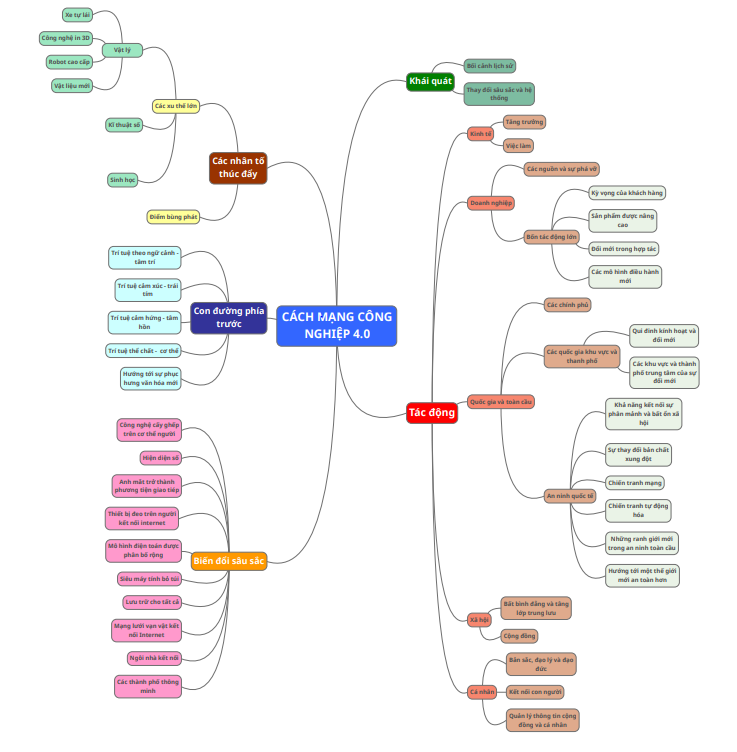 CÁCH MẠNG CÔNG
NGHIỆP 4.0
Khái quát
Bối cảnh lịch sử
Thay đổi sâu sắc và hệ
thống
Tác động
Kinh tế
Tăng trưởng
Việc làm
Doanh nghiệp
Các nguồn và sự phá vỡ
Bốn tác động lớn
Kỳ vọng của khách hàng
Sản phẩm được nâng
cao
Đổi mới trong hợp tác
Các mô hình điều hành
mới
Quốc gia và toàn cầu
Các chính phủ
Các quốc gia khu vực và
thành phố
Qui đinh kính hoạt và
đổi mới
Các khu vực và thành
phố trung tâm của sự
đổi mới
An ninh quốc tế
Khả năng kết nối sự
phân mảnh và bất ổn xã
hội
Sự thay đổi bản chất
xung đột
Chiến tranh mạng
Chiến tranh tự động
hóa
Những ranh giới mới
trong an ninh toàn cầu
Hướng tới một thế giới
mới an toàn hơn
Xã hội
Bất bình đẳng và tầng
lớp trung lưu
Cộng đồng
Cá nhân
Bản sắc, đạo lý và đạo
đức
Kết nối con người
Quản lý thông tin cộng
đồng và cá nhân
Các nhân tố
thúc đẩy
Các xu thế lớn
Vật lý
Xe tự lái
Công nghệ in 3D
Robot cao cấp
Vật liệu mới
Kĩ thuật số
Sinh học
Điểm bùng phát
Con đường phía
trước
Trí tuệ theo ngữ cảnh -
tâm trí
Trí tuệ cảm xúc - trái
tim
Trí tuệ cảm hứng - tâm
hồn
Trí tuệ thể chất - cơ thể
Hướng tới sự phục
hưng văn hóa mới
Biến đổi sâu sắc
Công nghệ cấy ghép
trên cơ thể người
Hiện diện số
Ánh mắt trở thành
phương tiện giao tiếp
Thiết bị đeo trên người
kết nối internet
Mô hình điện toán được
phân bố rộng
Siêu máy tính bỏ túi
Lưu trữ cho tất cả
Mạng lưới vạn vật kết
nối Internet
Ngôi nhà kết nối
Các thành phố thông
minh